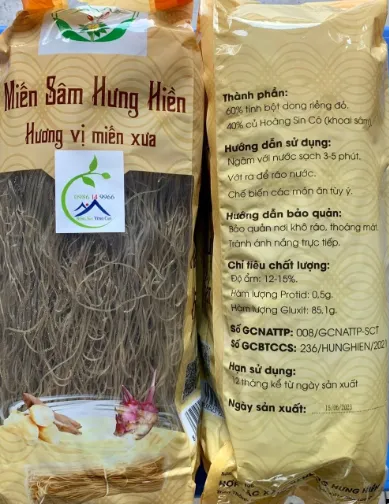 Miến Sâm Hưng Hiền
Hương vị miền xưa
Thành phần:
60% tinh bột dong riềng đỏ.
40% củ Hoàng Sin Cô (khoai sâm)
Hướng dẫn sử dụng:
Ngâm với nước sạch 3-5 phút.
Vớt ra để ráo nước.
Chế biến các món ăn tùy ý.
Hướng dẫn bảo quản:
Bảo quản nơi khô ráo, thoáng mát.
Tránh ánh nắng trực tiếp.
Chỉ tiêu chất lượng:
Độ ẩm: 12-15%.
Hàm lượng Protid: 0,5g.
Hàm lượng Gluxit: 85,1g.
Số GCNATTP: 008/GCNATTP-SCT
Số GCBTCCS: 236/HUNGHIEN/2021
Hạn sử dụng:
12 tháng kể từ ngày sản xuất
Ngày sản xuất:
HƯNG HIỀN